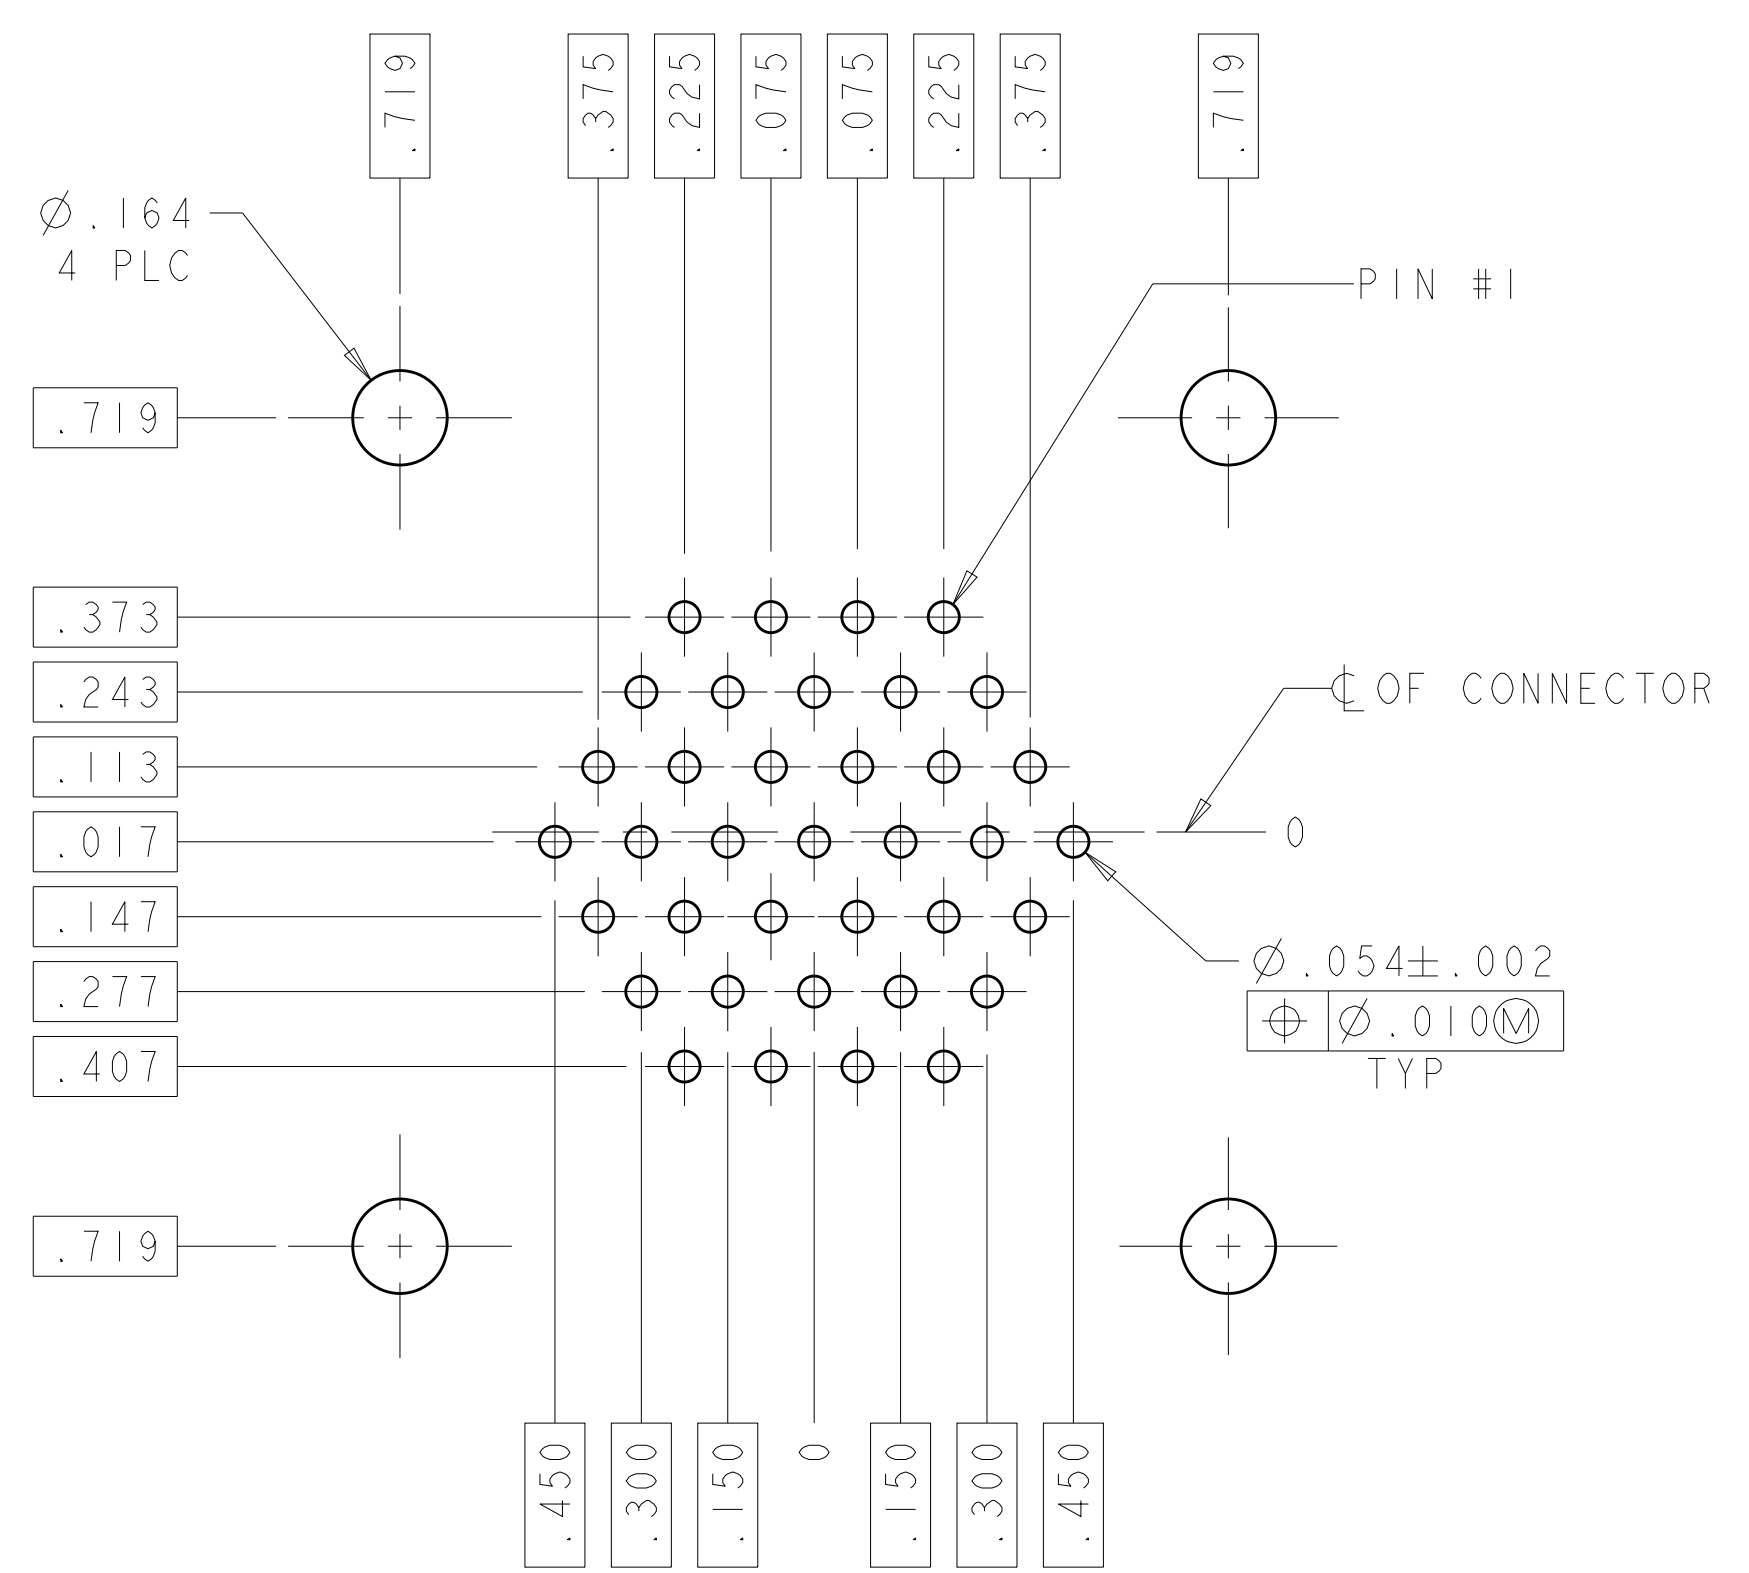 .719 .375 .225 .075 .075 .225 .375 .719
Ø.164
4 PLC
PIN #1
.719
.373
.243
℄ OF CONNECTOR
.113
.017
0
.147
Ø.054±.002
⌖ Ø.010Ⓜ
TYP
.277
.407
.719
.450 .300 .150 0 .150 .300 .450